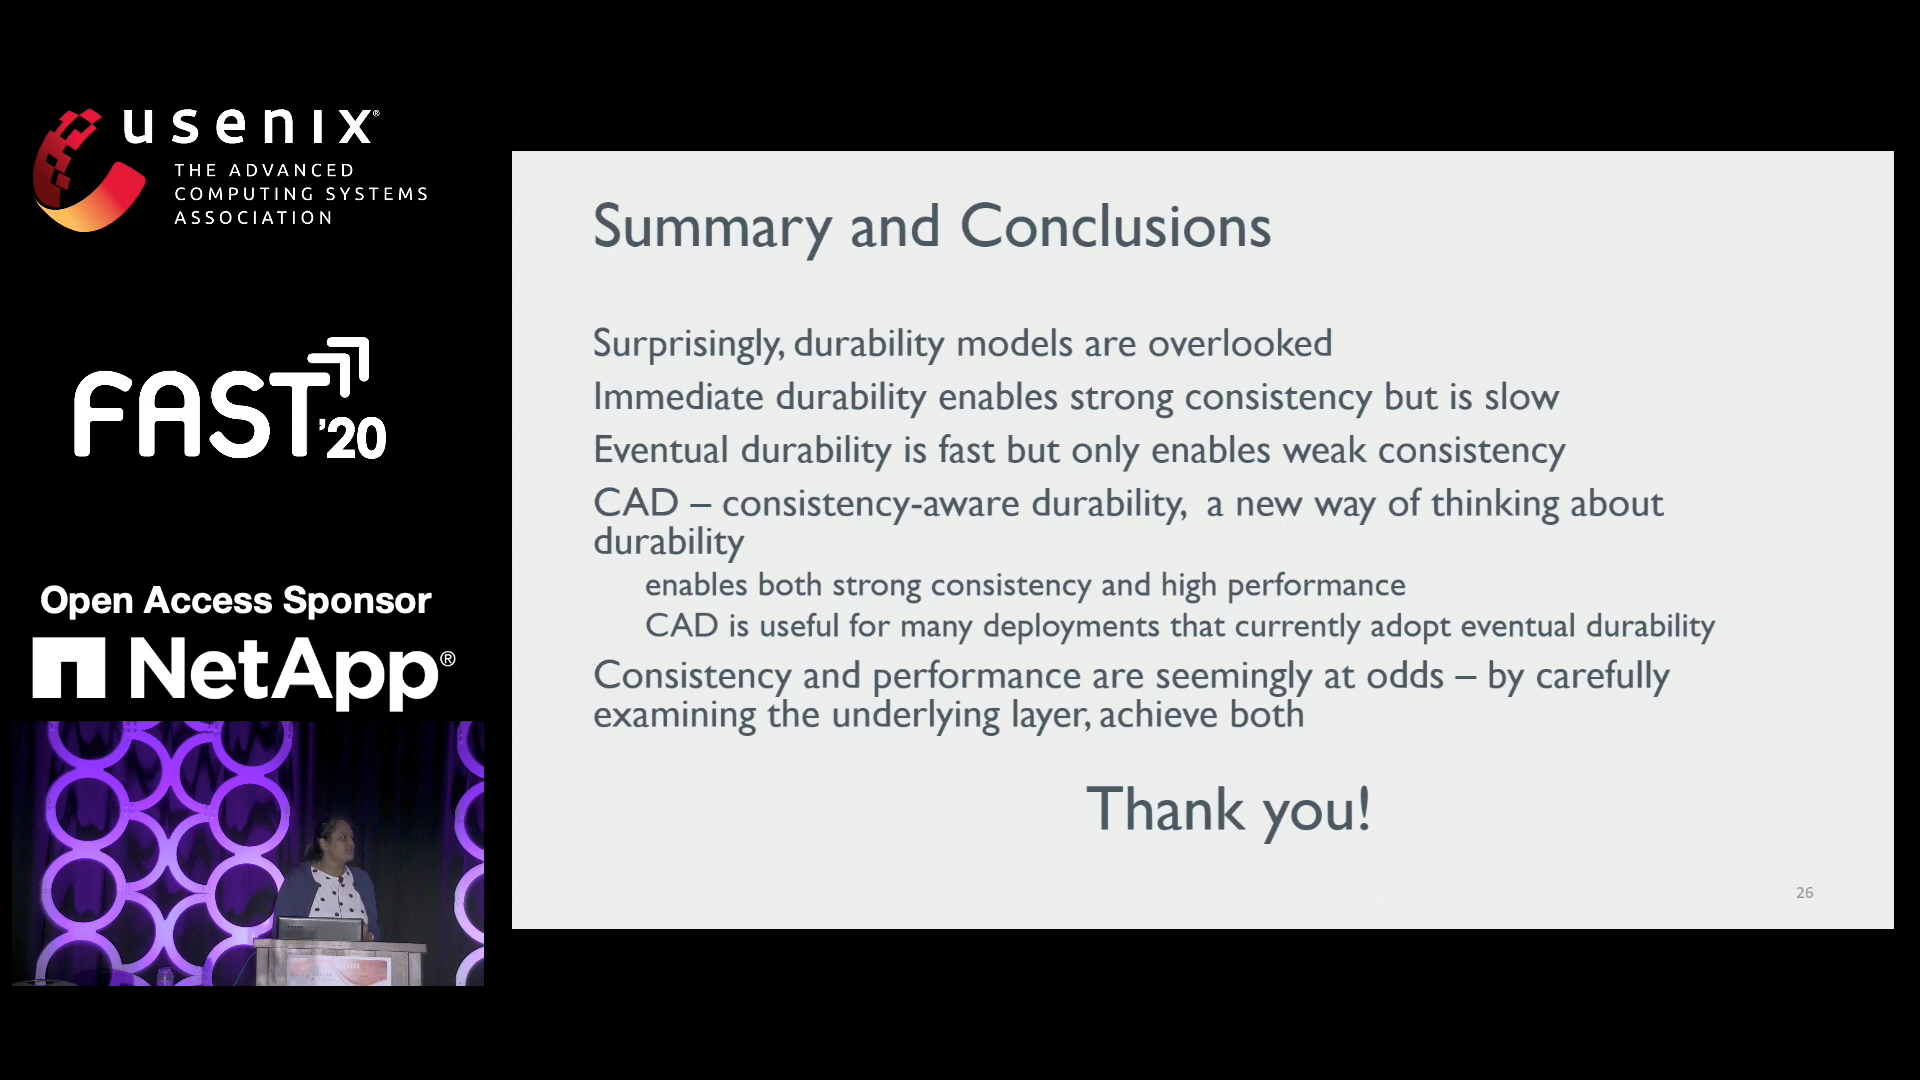 usenix®
THE ADVANCED
COMPUTING SYSTEMS
ASSOCIATION
FAST '20
Open Access Sponsor
NetApp®
Summary and Conclusions
Surprisingly, durability models are overlooked
Immediate durability enables strong consistency but is slow
Eventual durability is fast but only enables weak consistency
CAD – consistency-aware durability,  a new way of thinking about
durability
enables both strong consistency and high performance
CAD is useful for many deployments that currently adopt eventual durability
Consistency and performance are seemingly at odds – by carefully
examining the underlying layer, achieve both
Thank you!
26